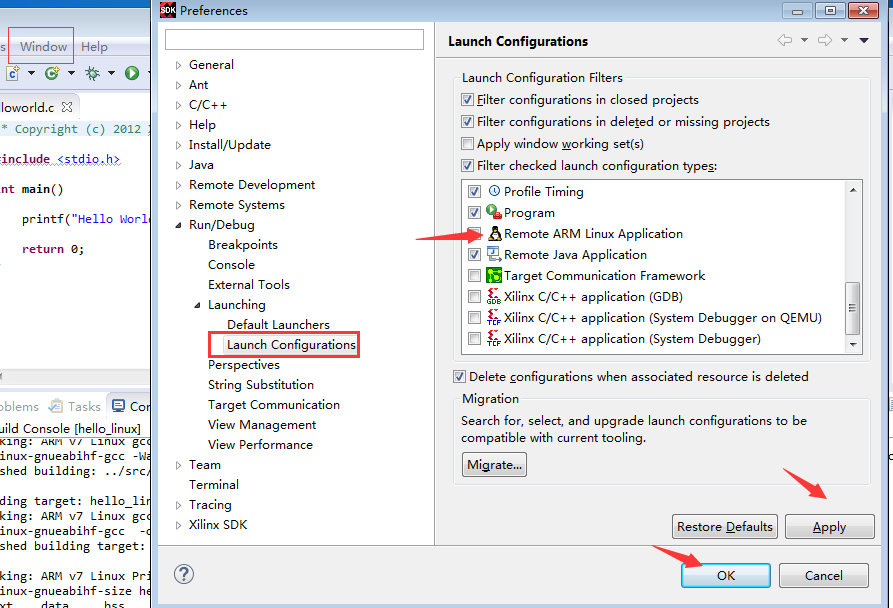 SDK Preferences
s Window Help
loworld.c
* Copyright (c) 2012
include <stdio.h>
nt main()
printf("Hello Worl
return 0;
oblems Tasks Con
uild Console [hello_linux]
king: ARM v7 Linux gcc
inux-gnueabihf-gcc -Wa
shed building: ../src/
ding target: hello_lin
king: ARM v7 Linux gcc
inux-gnueabihf-gcc -o
shed building target:
king: ARM v7 Linux Pri
inux-gnueabihf-size he
xt data bss
General
Ant
C/C++
Help
Install/Update
Java
Remote Development
Remote Systems
Run/Debug
Breakpoints
Console
External Tools
Launching
Default Launchers
Launch Configurations
Perspectives
String Substitution
Target Communication
View Management
View Performance
Team
Terminal
Tracing
Xilinx SDK
Launch Configurations
Launch Configuration Filters
Filter configurations in closed projects
Filter configurations in deleted or missing projects
Apply window working set(s)
Filter checked launch configuration types:
Profile Timing
Program
Remote ARM Linux Application
Remote Java Application
Target Communication Framework
GDB Xilinx C/C++ application (GDB)
TCF Xilinx C/C++ application (System Debugger on QEMU)
TCF Xilinx C/C++ application (System Debugger)
Delete configurations when associated resource is deleted
Migration
Search for, select, and upgrade launch configurations to be
compatible with current tooling.
Migrate...
Restore Defaults Apply
OK Cancel